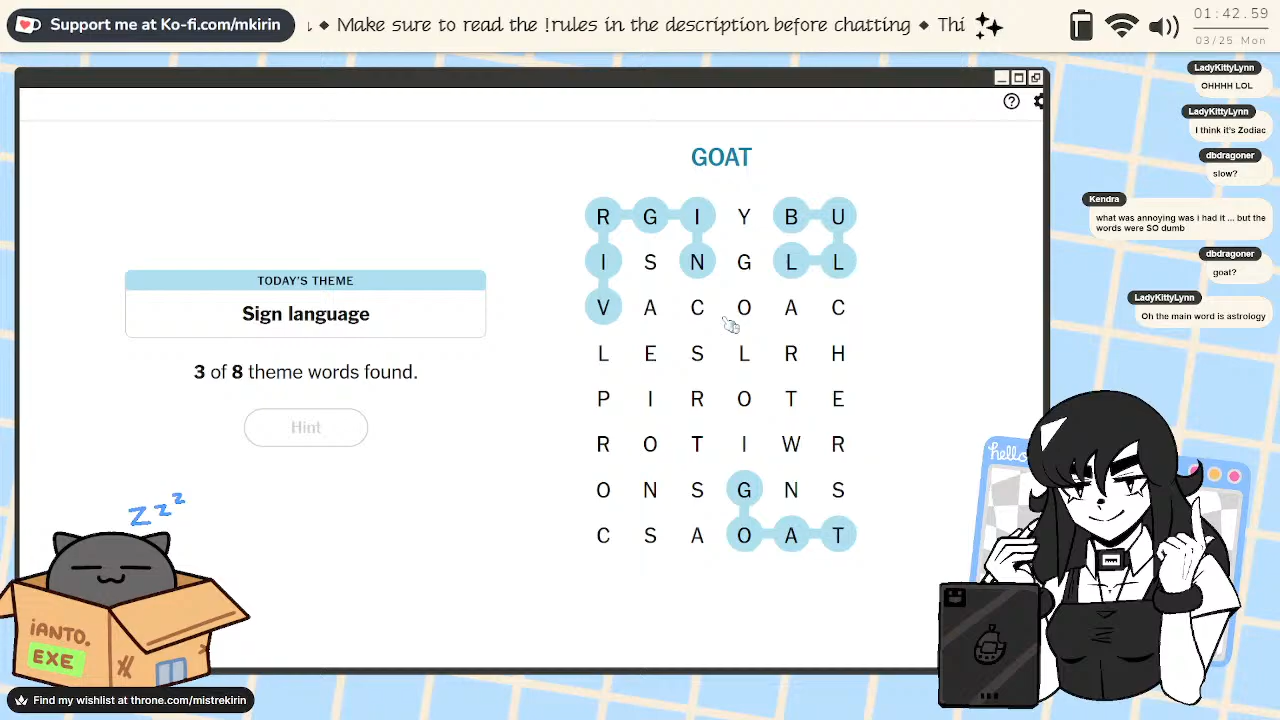 Support me at Ko-fi.com/mkirin
Make sure to read the !rules in the description before chatting
Thi
01:42.59
03/25 Mon
LadyKittyLynn
OHHHH LOL
LadyKittyLynn
I think it's Zodiac
dbdragoner
slow?
Kendra
what was annoying was i had it ... but the
words were SO dumb
dbdragoner
goat?
LadyKittyLynn
Oh the main word is astrology
TODAY'S THEME
Sign language
3 of 8 theme words found.
Hint
GOAT
R G I Y B U
I S N G L L
V A C O A C
L E S L R H
P I R O T E
R O T I W R
O N S G N S
C S A O A T
hello
zzz
iANTO.
EXE
Find my wishlist at throne.com/mistrekirin